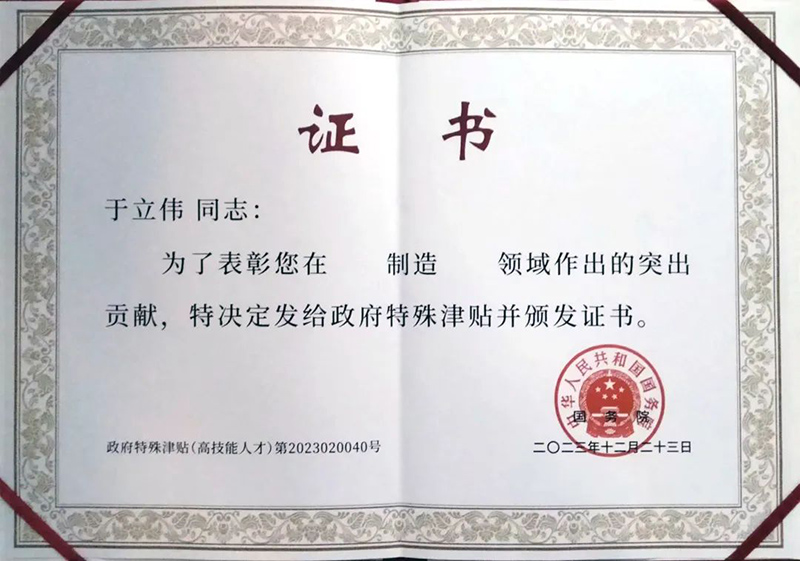 证 书
于立伟 同志：
为了表彰您在 制造 领域作出的突出
贡献，特决定发给政府特殊津贴并颁发证书。
中华人民共和国国务院
国务院
政府特殊津贴(高技能人才)第2023020040号
二〇二三年十二月二十三日